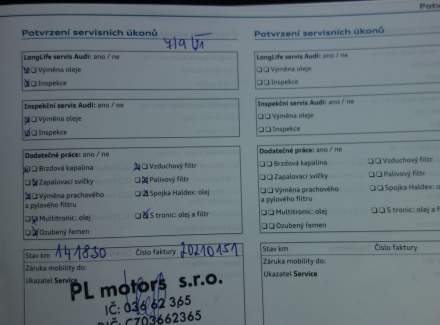 Potvrzení servisních úkonů
LongLife servis Audi: ano / ne
Výměna oleje
Inspekce
Inspekční servis Audi: ano / ne
Výměna oleje
Inspekce
Dodatečné práce: ano / ne
Brzdová kapalina
Vzduchový filtr
Zapalovací svíčky
Palivový filtr
Výměna prachového
a pylového filtru
Spojka Haldex: olej
Multitronic: olej
S tronic: olej a filtr
Ozubený řemen
Stav km 141830 Číslo faktury 20210151
Záruka mobility do:
Ukazatel Service
PL motors s.r.o.
IČ: 036 62 365
DIČ: CZ03662365
Potvrzení servisních úkonů
LongLife servis Audi: ano / ne
Výměna oleje
Inspekce
Inspekční servis Audi: ano / ne
Výměna oleje
Inspekce
Dodatečné práce: ano / ne
Brzdová kapalina
Vzduchový filtr
Zapalovací svíčky
Palivový filtr
Výměna prachového
a pylového filtru
Spojka Haldex: o
Multitronic: olej
S tronic: olej a
Ozubený řemen
Stav km Číslo faktury
Záruka mobility do:
Ukazatel Service